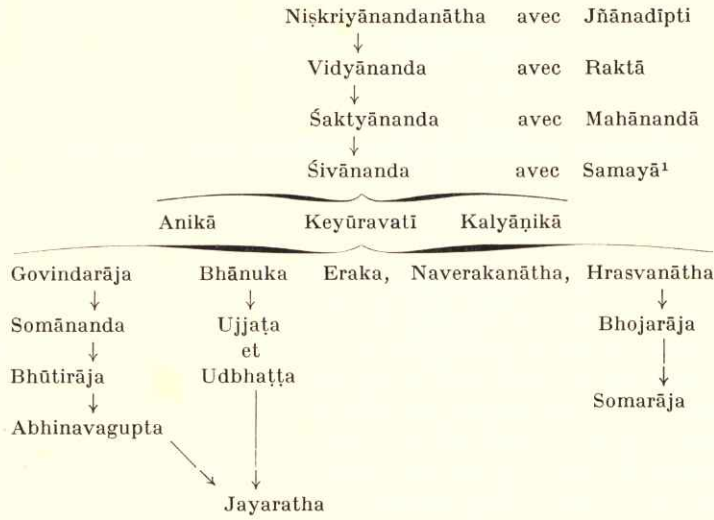 Niṣkriyānandanātha avec Jñānadīpti
↓
Vidyānanda avec Raktā
↓
Śaktyānanda avec Mahānandā
↓
Śivānanda avec Samayā¹
Anikā Keyūravatī Kalyāṇikā
Govindarāja Bhānuka Eraka, Naverakanātha, Hrasvanātha
↓ ↓ ↓
Somānanda Ujjaṭa Bhojarāja
↓ et
Bhūtirāja Udbhaṭṭa
↓ ↓ Somarāja
Abhinavagupta
Jayaratha